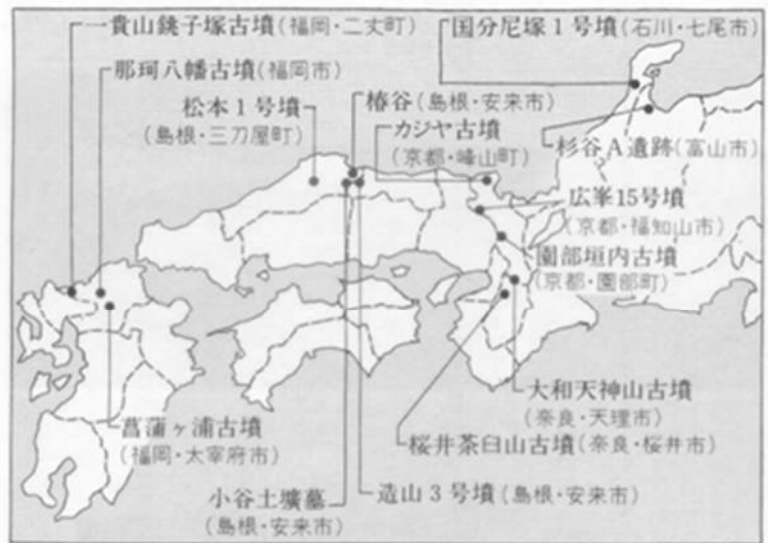 一貴山銚子塚古墳(福岡・二丈町)
国分尼塚1号墳(石川・七尾市)
那珂八幡古墳(福岡市)
松本1号墳
(島根・三刀屋町)
椿谷(島根・安来市)
カジヤ古墳
(京都・峰山町)
杉谷A遺跡(富山市)
広峯15号墳
(京都・福知山市)
園部垣内古墳
(京都・園部町)
大和天神山古墳
(奈良・天理市)
桜井茶臼山古墳(奈良・桜井市)
菖蒲ヶ浦古墳
(福岡・太宰府市)
小谷土壙墓
(島根・安来市)
造山3号墳(島根・安来市)